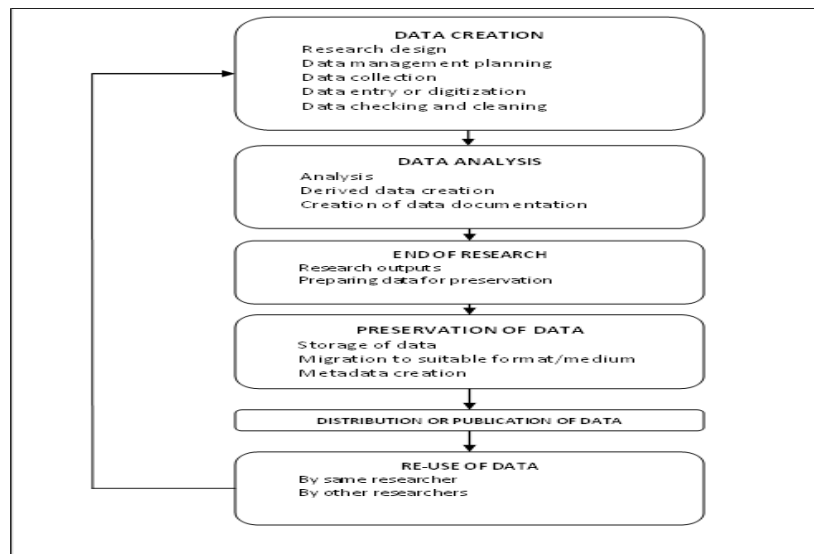 DATA CREATION
Research design
Data management planning
Data collection
Data entry or digitization
Data checking and cleaning
DATA ANALYSIS
Analysis
Derived data creation
Creation of data documentation
END OF RESEARCH
Research outputs
Preparing data for preservation
PRESERVATION OF DATA
Storage of data
Migration to suitable format/medium
Metadata creation
DISTRIBUTION OR PUBLICATION OF DATA
RE-USE OF DATA
By same researcher
By other researchers